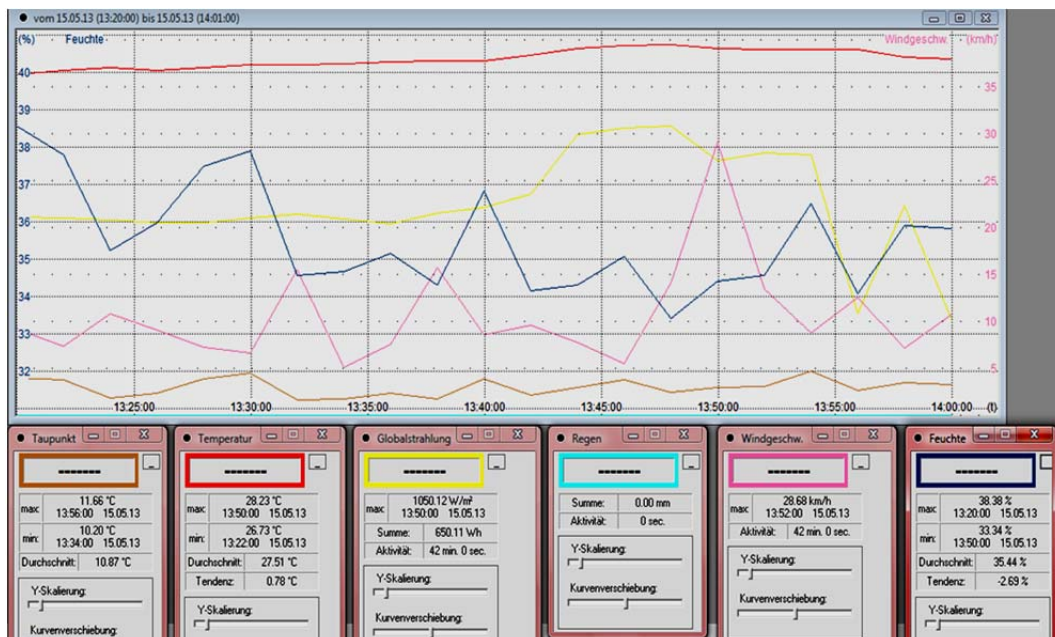 vom 15.05.13 (13:20:00) bis 15.05.13 (14:01:00)
(%) Feuchte
Windgeschw. (km/h)
40
39
38
37
36
35
34
33
32
35
30
25
20
15
10
5
13:25:00 13:30:00 13:35:00 13:40:00 13:45:00 13:50:00 13:55:00 14:00:00 (t)
Taupunkt
-------
max: 11.66 °C
13:56:00 15.05.13
min: 10.20 °C
13:34:00 15.05.13
Durchschnitt: 10.87 °C
Y-Skalierung:
Kurvenverschiebung:
Temperatur
-------
max: 28.23 °C
13:50:00 15.05.13
min: 26.73 °C
13:22:00 15.05.13
Durchschnitt: 27.51 °C
Tendenz: 0.78 °C
Y-Skalierung:
Globalstrahlung
-------
max: 1050.12 W/m²
13:50:00 15.05.13
Summe: 650.11 Wh
Aktivität: 42 min. 0 sec.
Y-Skalierung:
Kurvenverschiebung:
Regen
-------
Summe: 0.00 mm
Aktivität: 0 sec.
Y-Skalierung:
Kurvenverschiebung:
Windgeschw.
-------
max: 28.68 km/h
13:52:00 15.05.13
Aktivität: 42 min. 0 sec.
Y-Skalierung:
Kurvenverschiebung:
Feuchte
-------
max: 38.38 %
13:20:00 15.05.13
min: 33.34 %
13:50:00 15.05.13
Durchschnitt: 35.44 %
Tendenz: -2.69 %
Y-Skalierung: